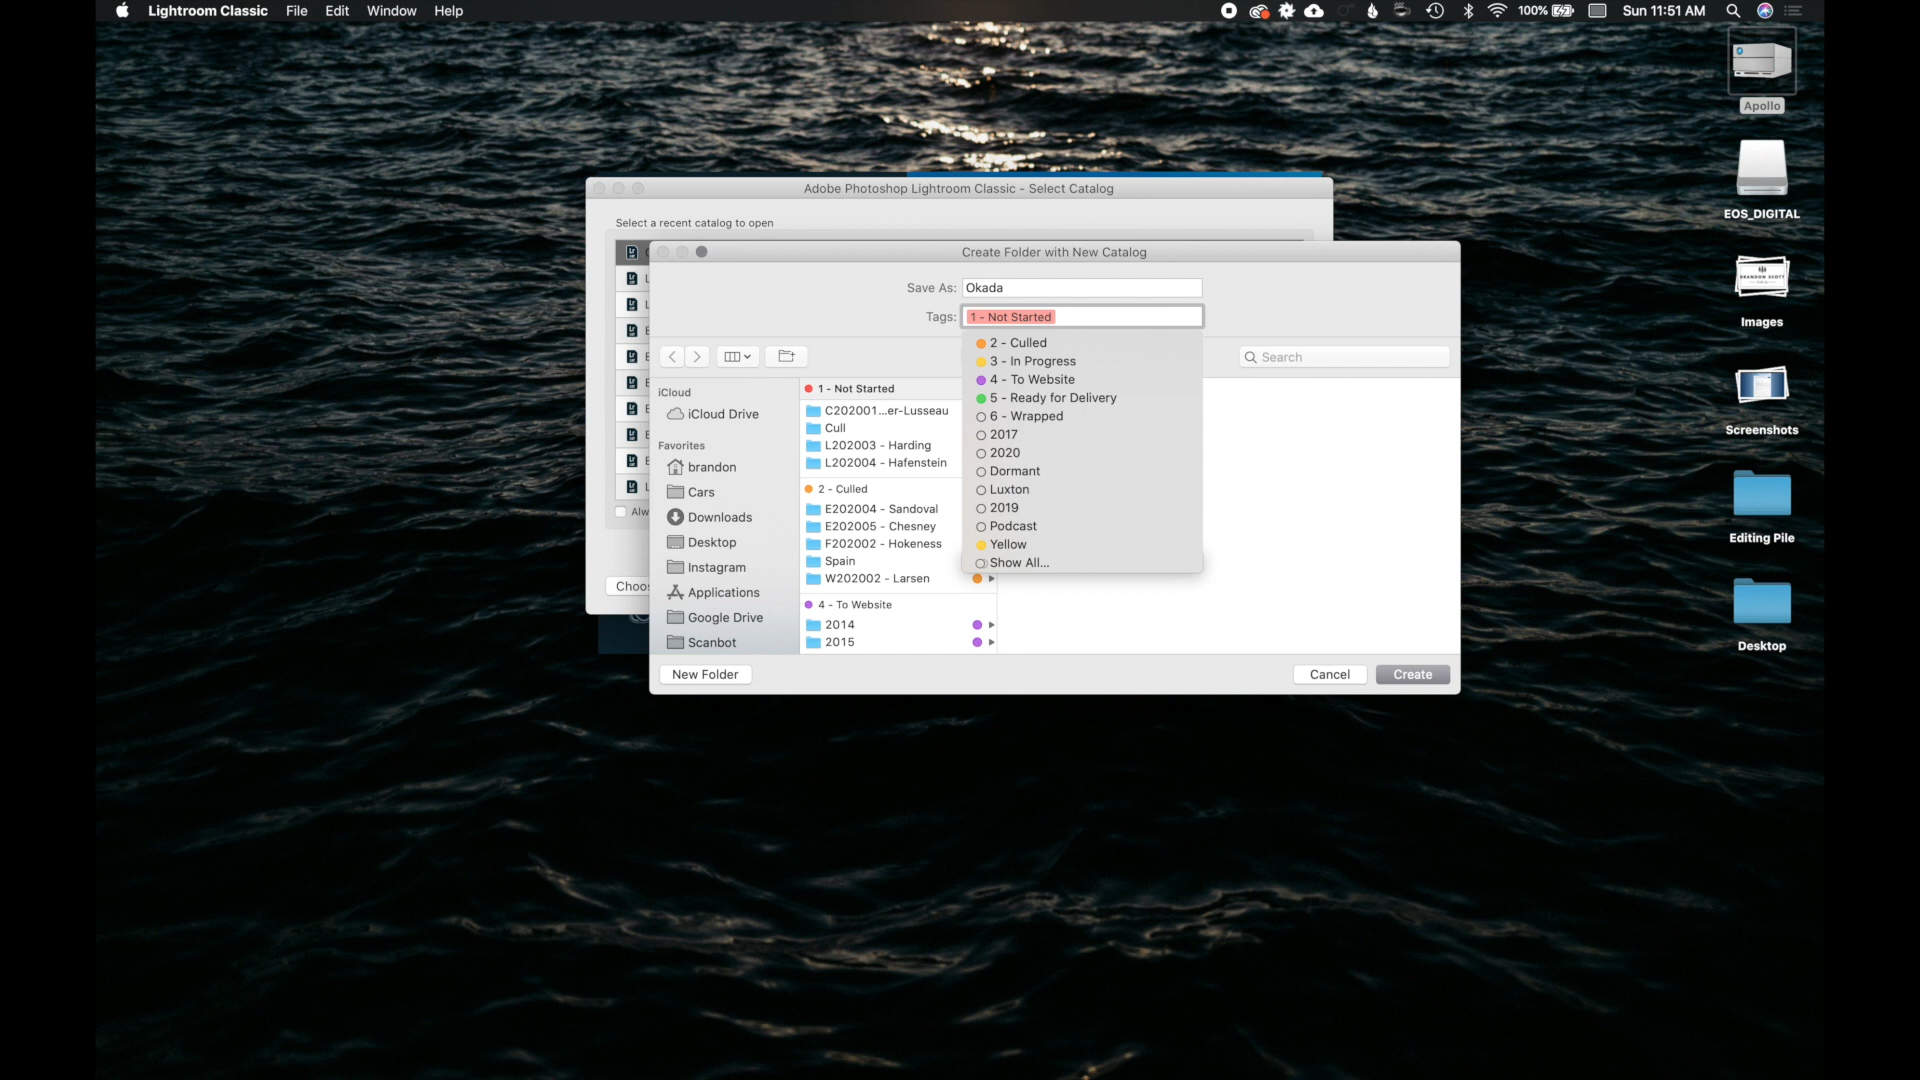 Lightroom Classic File Edit Window Help 100% Sun 11:51 AM
Apollo
EOS_DIGITAL
BRANDON SCOTT
Images
Screenshots
Editing Pile
Desktop
Adobe Photoshop Lightroom Classic - Select Catalog
Select a recent catalog to open
Create Folder with New Catalog
Save As: Okada
Tags: 1 - Not Started
2 - Culled
3 - In Progress
4 - To Website
5 - Ready for Delivery
6 - Wrapped
2017
2020
Dormant
Luxton
2019
Podcast
Yellow
Show All...
Search
iCloud
iCloud Drive
Favorites
brandon
Cars
Downloads
Desktop
Instagram
Applications
Google Drive
Scanbot
1 - Not Started
C202001...er-Lusseau
Cull
L202003 - Harding
L202004 - Hafenstein
2 - Culled
E202004 - Sandoval
E202005 - Chesney
F202002 - Hokeness
Spain
W202002 - Larsen
4 - To Website
2014
2015
Alw
Choos
New Folder Cancel Create